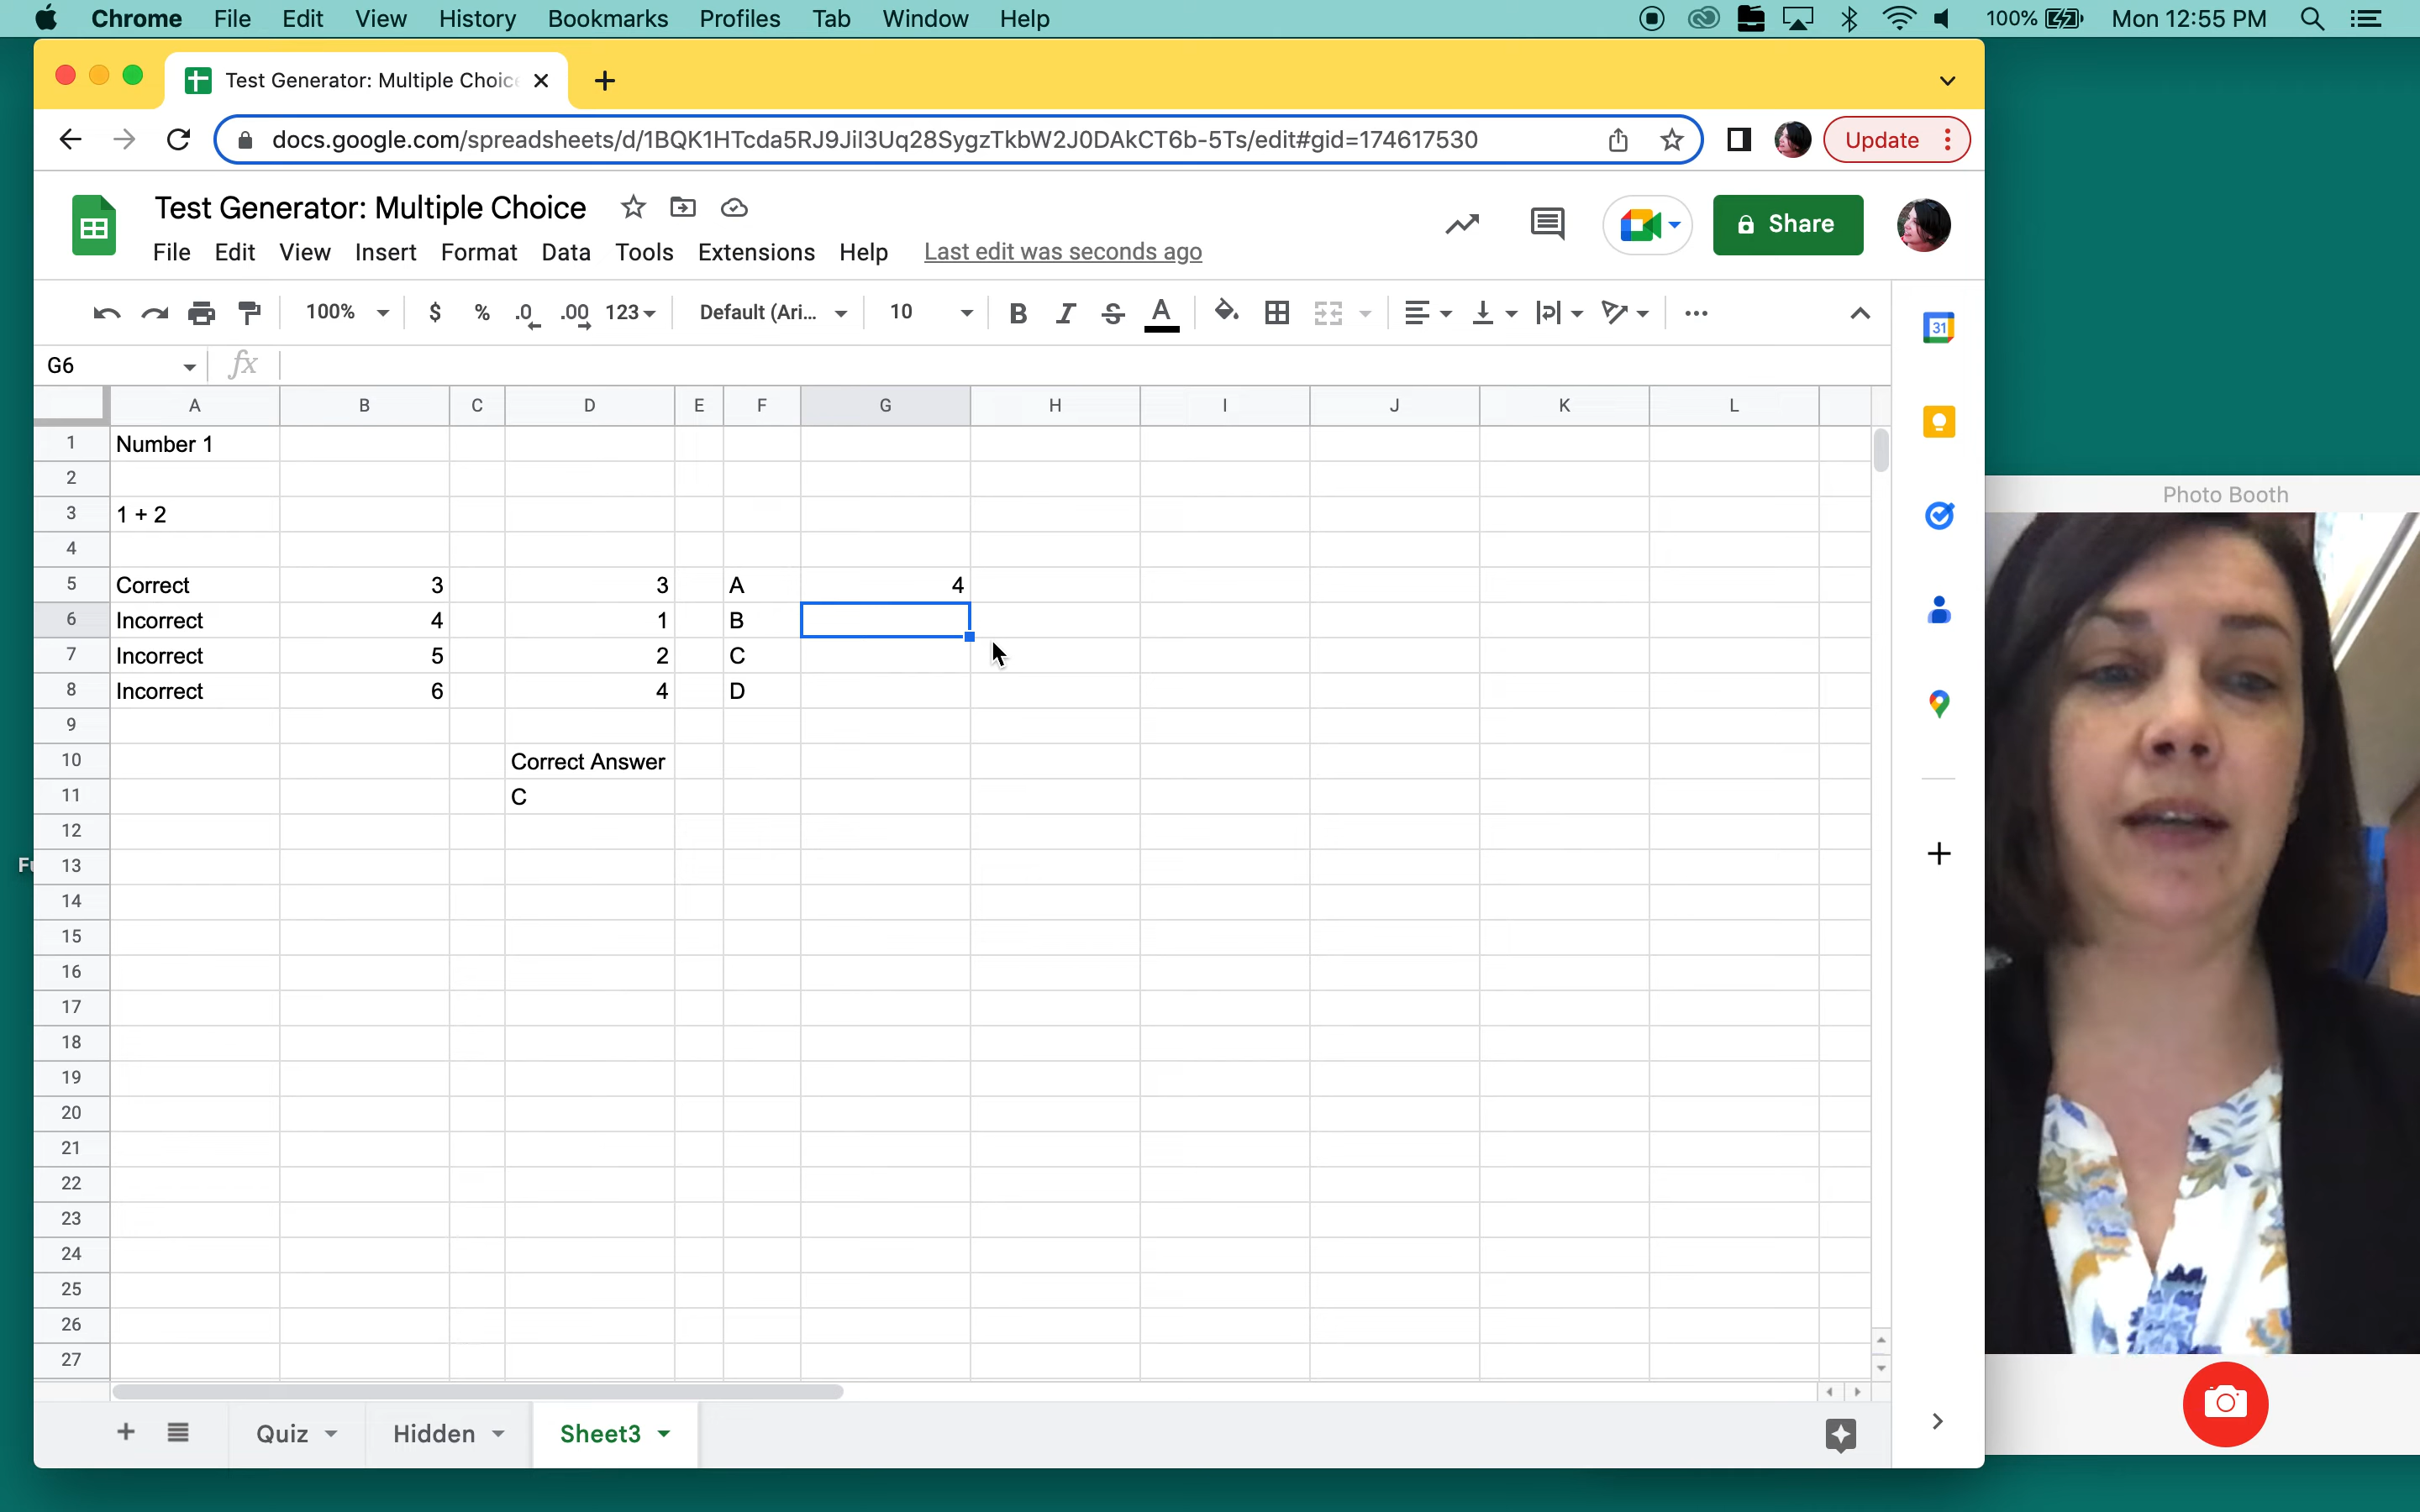 Chrome File Edit View History Bookmarks Profiles Tab Window Help 100% Mon 12:55 PM
Test Generator: Multiple Choice
docs.google.com/spreadsheets/d/1BQK1HTcda5RJ9JiI3Uq28SygzTkbW2J0DAkCT6b-5Ts/edit#gid=174617530 Update
Test Generator: Multiple Choice
File Edit View Insert Format Data Tools Extensions Help Last edit was seconds ago Share
100% $ % .0 .00 123 Default (Ari... 10 B I S A 31
G6 fx
A B C D E F G H I J K L
1 Number 1
2
Photo Booth
3 1 + 2
4
5 Correct 3 3 A 4
6 Incorrect 4 1 B
7 Incorrect 5 2 C
8 Incorrect 6 4 D
9
10 Correct Answer
11 C
12
13
14
15
16
17
18
19
20
21
22
23
24
25
26
27
Quiz Hidden Sheet3